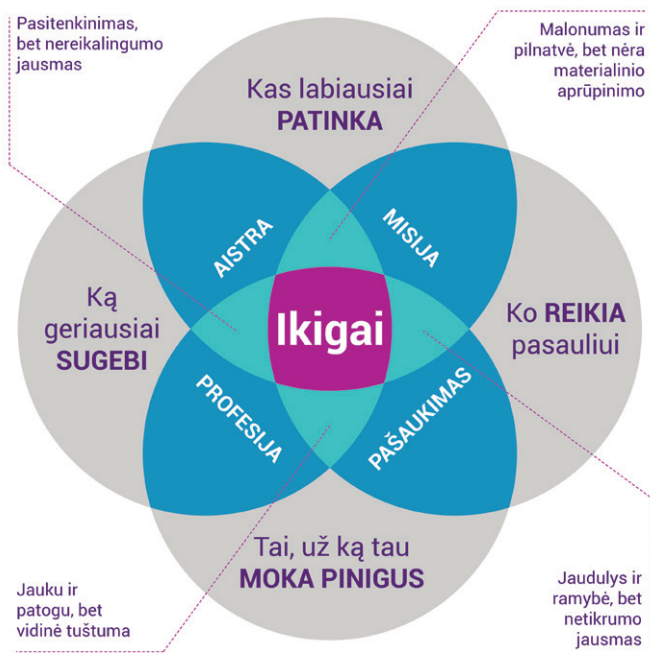 Pasitenkinimas,
bet nereikalingumo
jausmas
Malonumas ir
pilnatvė, bet nėra
materialinio
aprūpinimo
Kas labiausiai
PATINKA
AISTRA
MISIJA
Ką
geriausiai
SUGEBI
Ikigai
Ko REIKIA
pasauliui
PROFESIJA
PAŠAUKIMAS
Tai, už ką tau
MOKA PINIGUS
Jauku ir
patogu, bet
vidinė tuštuma
Jaudulys ir
ramybė, bet
netikrumo
jausmas